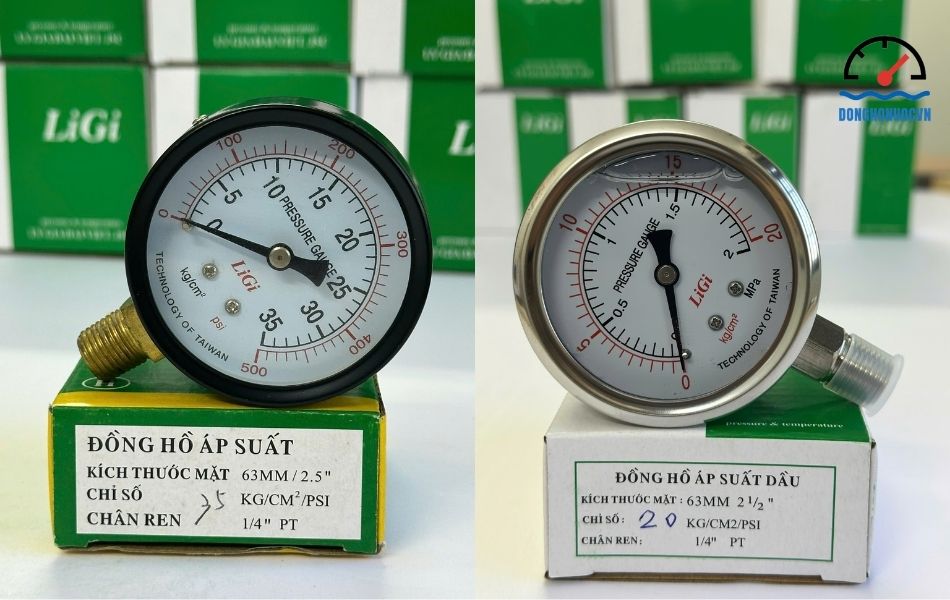 LiGi
LiGi
LiGi
LiGi
DONGHONUOC.VN
0
100
200
300
400
500
0
5
10
15
20
25
30
35
PRESSURE GANGE
LiGi
kg/cm²
psi
TECHNOLOGY OF TAIWAN
ĐỒNG HỒ ÁP SUẤT
KÍCH THƯỚC MẶT 63MM / 2.5"
CHỈ SỐ 35 KG/CM²/PSI
CHÂN REN 1/4" PT
0
5
10
15
20
0
0.5
1
1.5
2
PRESSURE GANGE
LiGi
MPa
kg/cm²
TECHNOLOGY OF TAIWAN
pressure & temperature
ĐỒNG HỒ ÁP SUẤT DẦU
KÍCH THƯỚC MẶT : 63MM 2 1/2 "
CHỈ SỐ : 20 KG/CM2/PSI
CHÂN REN : 1/4" PT